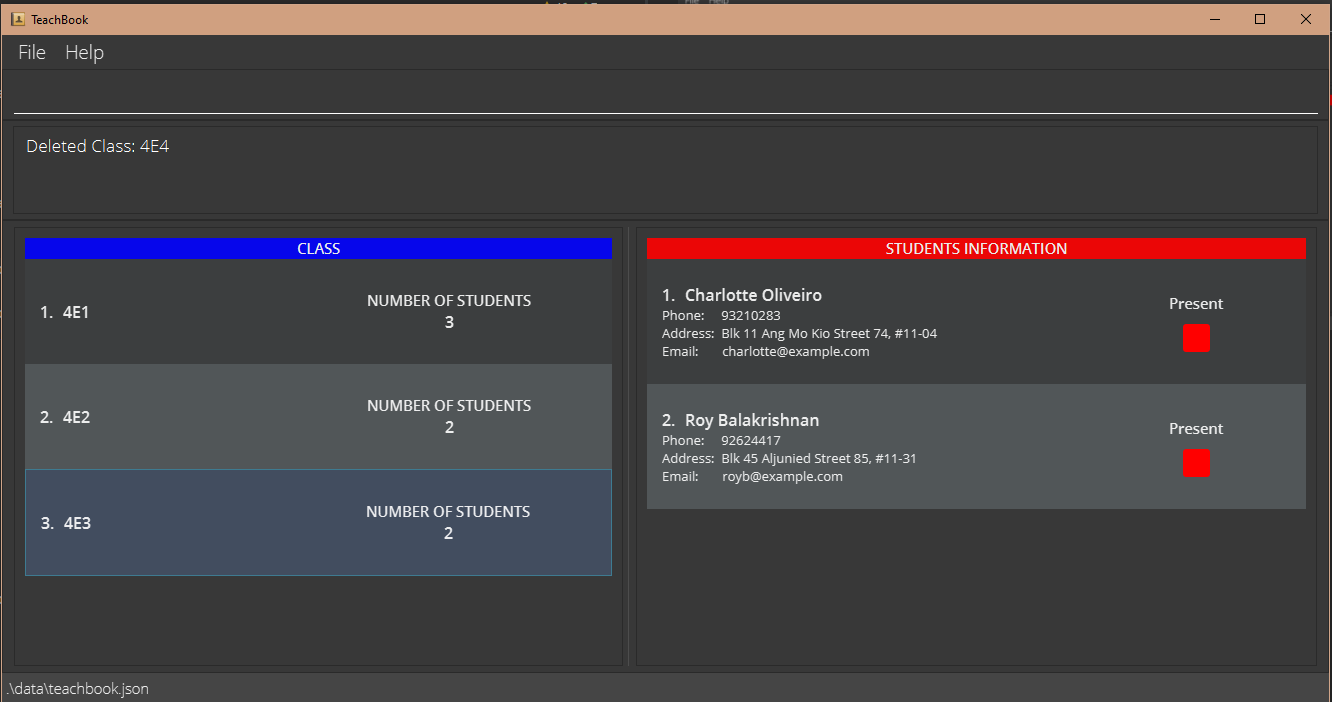 TeachBook
File Help
Deleted Class: 4E4
CLASS
1. 4E1
NUMBER OF STUDENTS
3
2. 4E2
NUMBER OF STUDENTS
2
3. 4E3
NUMBER OF STUDENTS
2
STUDENTS INFORMATION
1. Charlotte Oliveiro
Phone: 93210283
Address: Blk 11 Ang Mo Kio Street 74, #11-04
Email: charlotte@example.com
Present
2. Roy Balakrishnan
Phone: 92624417
Address: Blk 45 Aljunied Street 85, #11-31
Email: royb@example.com
Present
.\data\teachbook.json